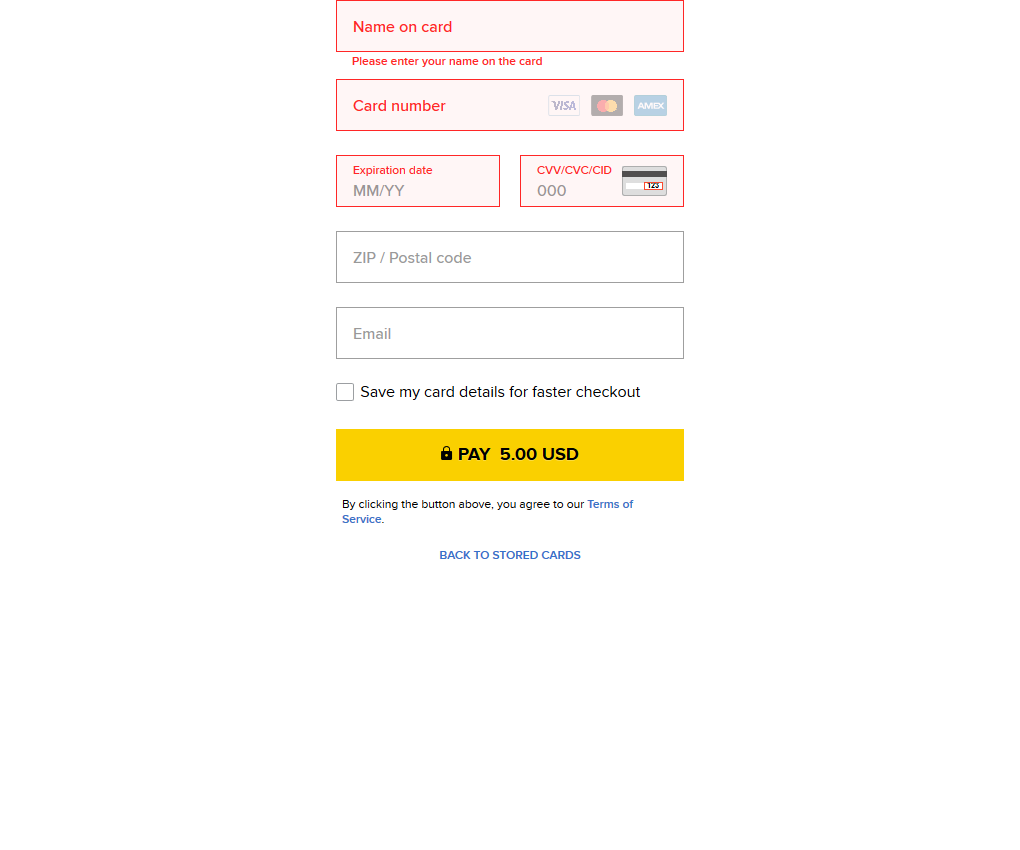 Name on card
Please enter your name on the card
Card number VISA AMEX
Expiration date CVV/CVC/CID
MM/YY 000 123
ZIP / Postal code
Email
Save my card details for faster checkout
PAY 5.00 USD
By clicking the button above, you agree to our Terms of
Service.
BACK TO STORED CARDS